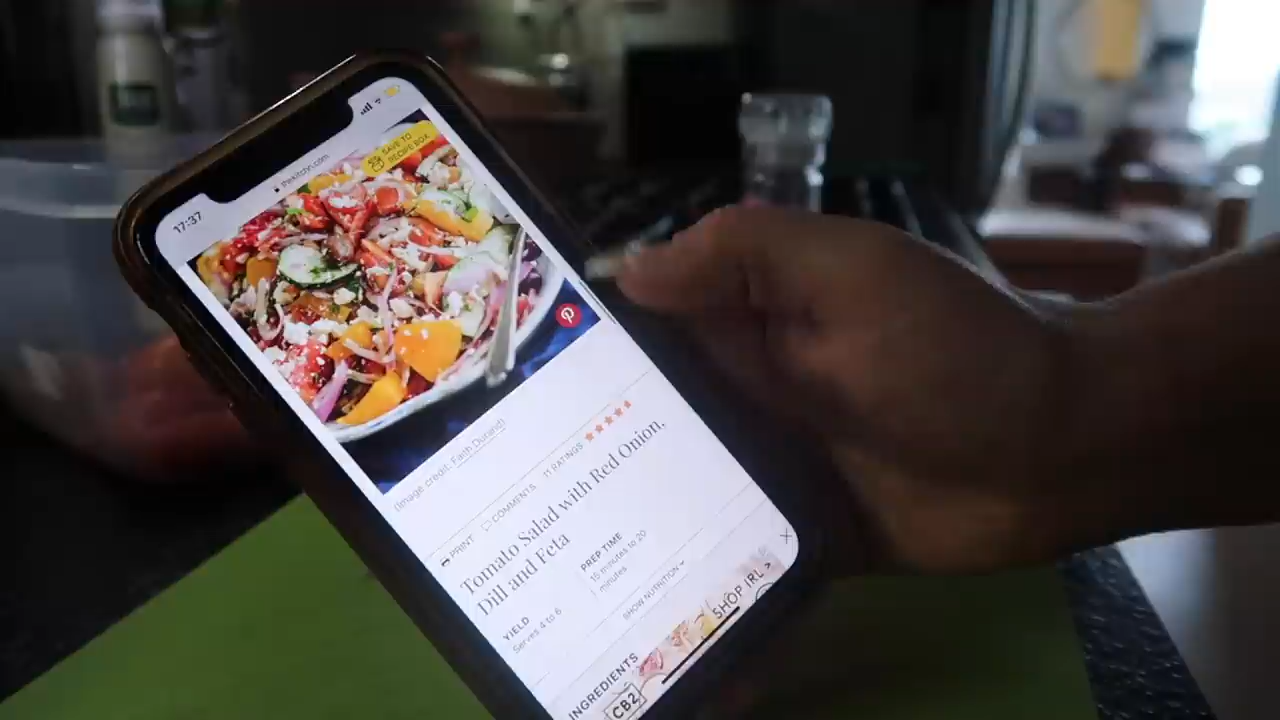 17:37
thekitchn.com
SAVE TO
RECIPE BOX
(Image credit: Faith Durand)
PRINT
COMMENTS
11 RATINGS
Tomato Salad with Red Onion,
Dill and Feta
YIELD
Serves 4 to 6
PREP TIME
15 minutes to 20
minutes
SHOW NUTRITION
INGREDIENTS
CB2
SHOP IRL >